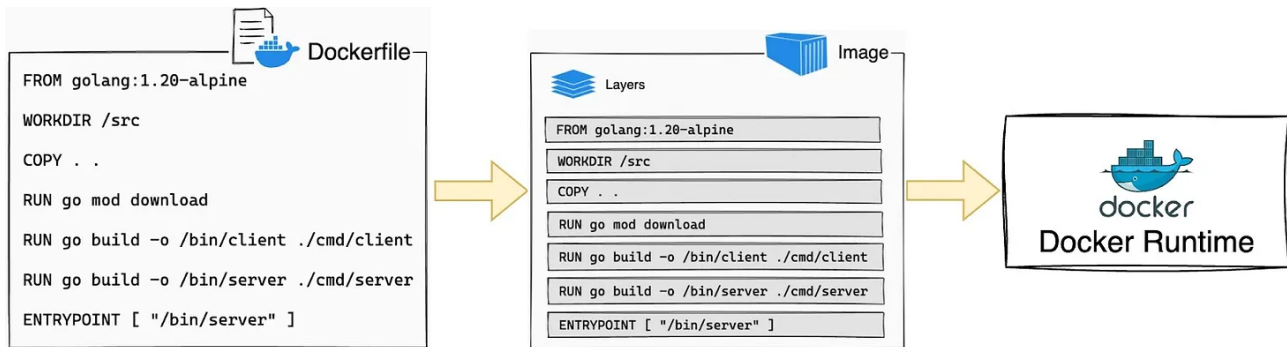 Dockerfile
FROM golang:1.20-alpine
WORKDIR /src
COPY . .
RUN go mod download
RUN go build -o /bin/client ./cmd/client
RUN go build -o /bin/server ./cmd/server
ENTRYPOINT [ "/bin/server" ]
Image
Layers
FROM golang:1.20-alpine
WORKDIR /src
COPY . .
RUN go mod download
RUN go build -o /bin/client ./cmd/client
RUN go build -o /bin/server ./cmd/server
ENTRYPOINT [ "/bin/server" ]
docker
Docker Runtime